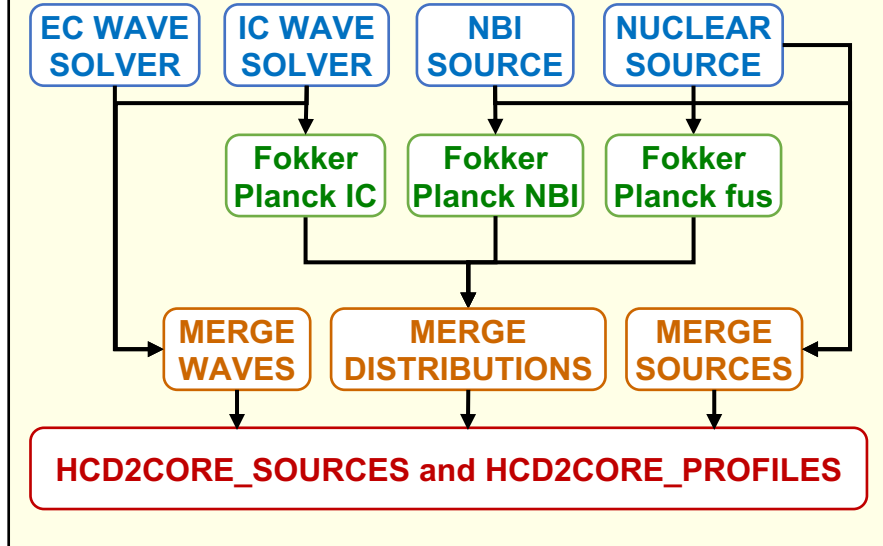 EC WAVE
SOLVER
IC WAVE
SOLVER
NBI
SOURCE
NUCLEAR
SOURCE
Fokker
Planck IC
Fokker
Planck NBI
Fokker
Planck fus
MERGE
WAVES
MERGE
DISTRIBUTIONS
MERGE
SOURCES
HCD2CORE_SOURCES and HCD2CORE_PROFILES